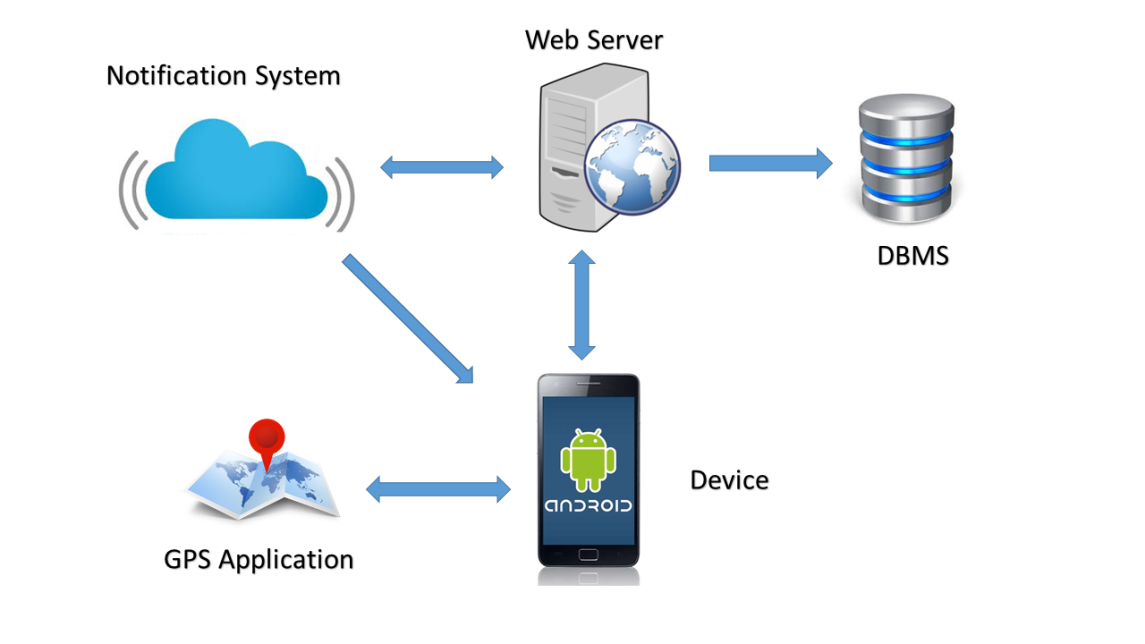 Web Server
Notification System
DBMS
ANDROID
Device
GPS Application